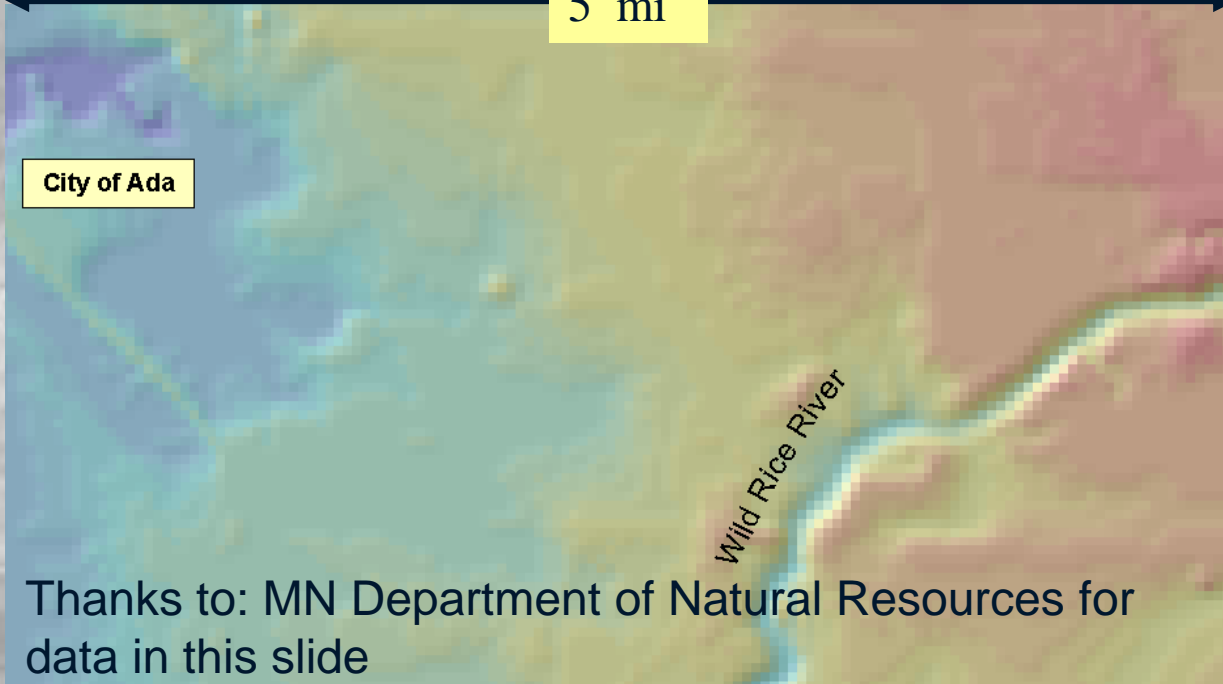 5 mi
City of Ada
Wild Rice River
Thanks to: MN Department of Natural Resources for
data in this slide